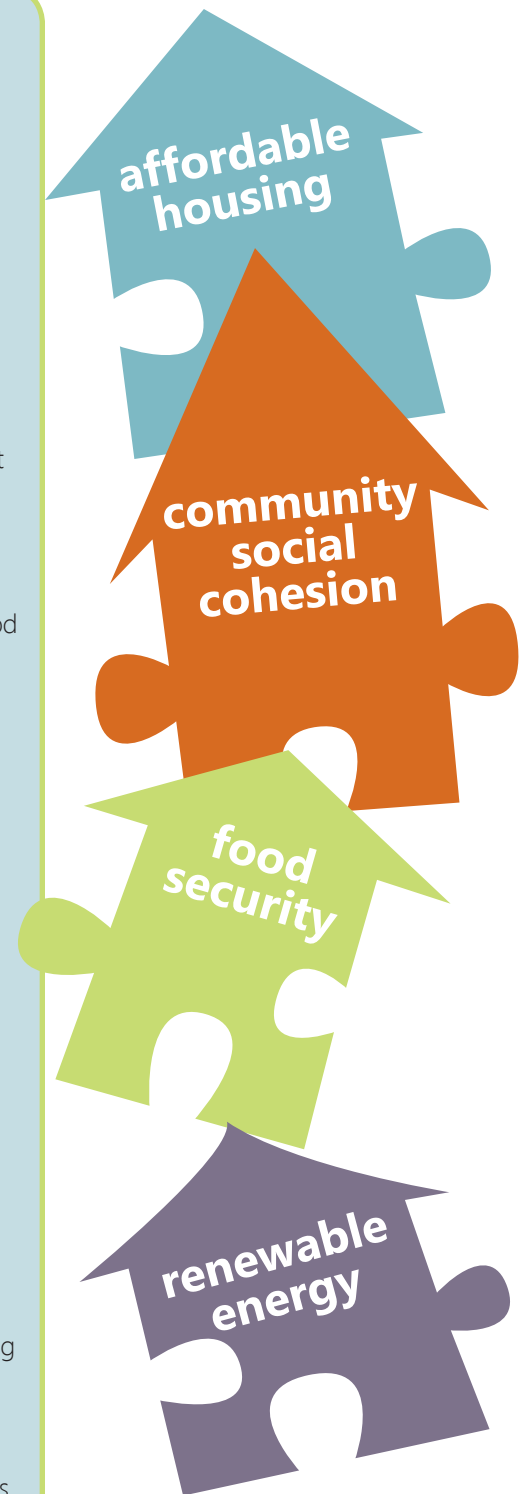 affordable
housing
community
social
cohesion
food
security
renewable
energy